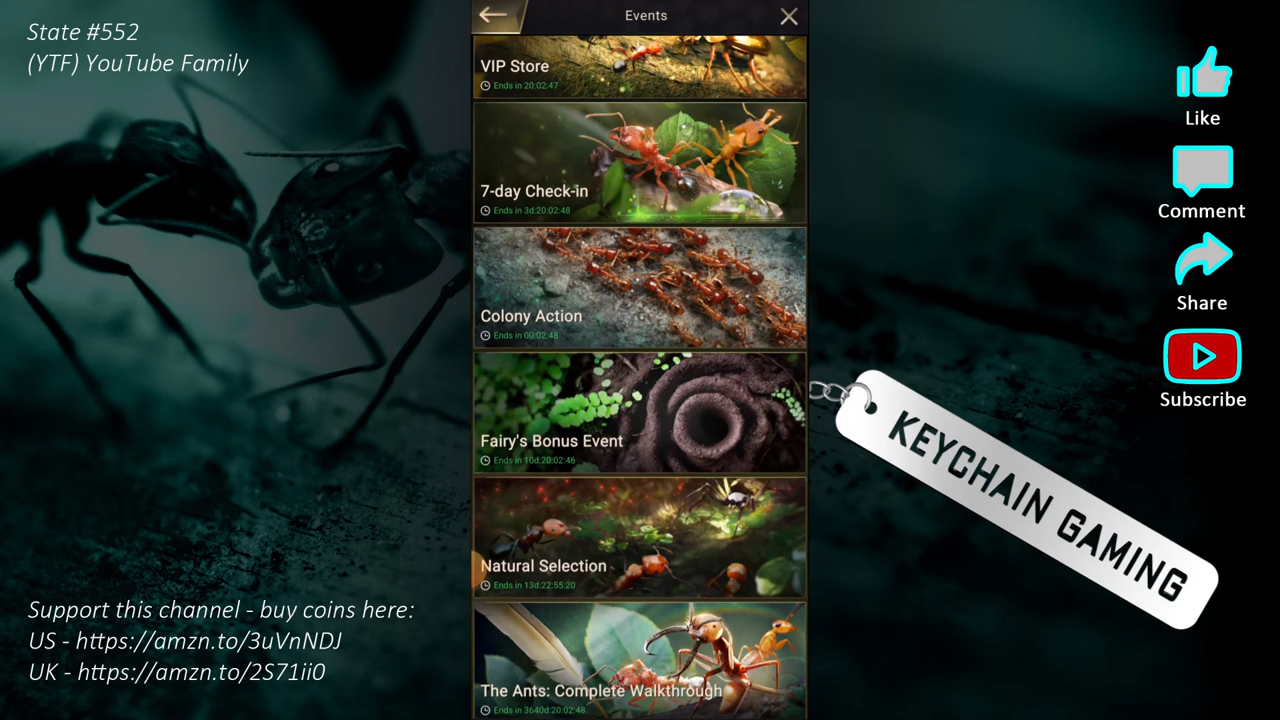 State #552
(YTF) YouTube Family
Events
VIP Store
Ends in 20:02:47
7-day Check-in
Ends in 3d:20:02:48
Colony Action
Ends in 00:02:48
Fairy's Bonus Event
Ends in 10d:20:02:46
Natural Selection
Ends in 13d:22:55:20
The Ants: Complete Walkthrough
Ends in 3640d:20:02:48
Like
Comment
Share
Subscribe
KEYCHAIN GAMING
Support this channel - buy coins here:
US - https://amzn.to/3uVnNDJ
UK - https://amzn.to/2S71ii0